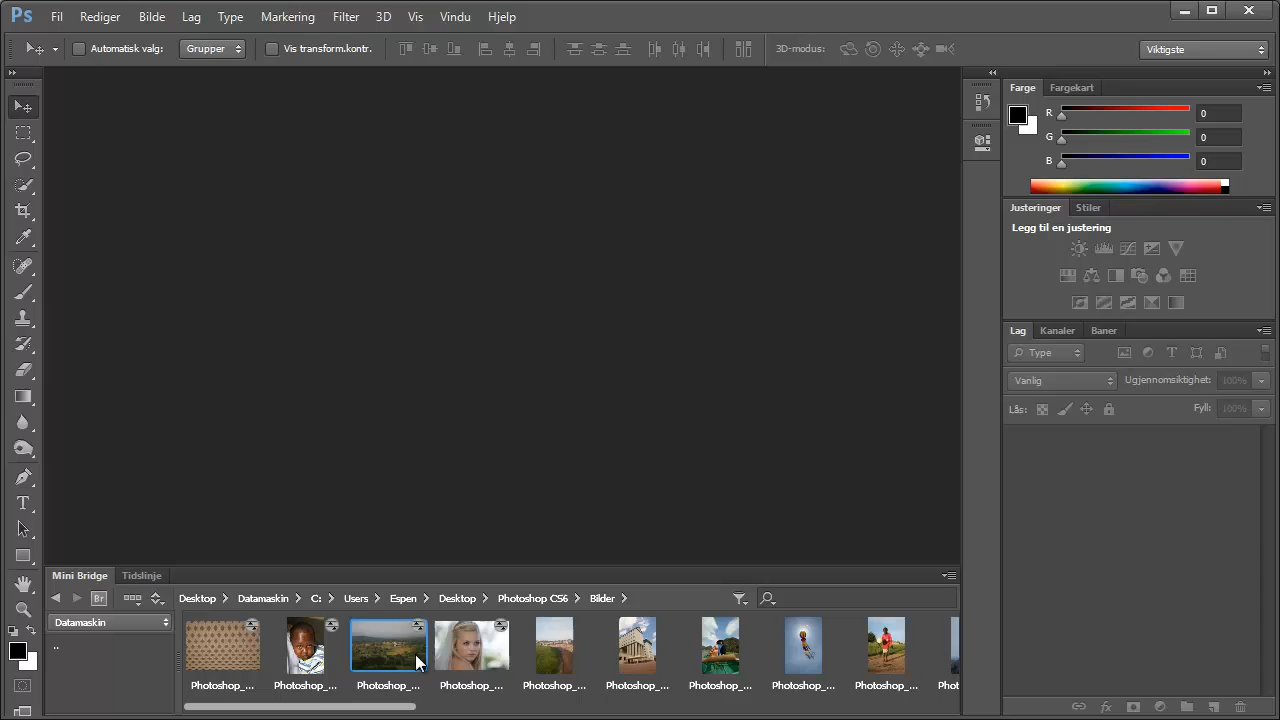 Ps Fil Rediger Bilde Lag Type Markering Filter 3D Vis Vindu Hjelp
Automatisk valg: Grupper Vis transform.kontr. 3D-modus: Viktigste
Farge Fargekart
R 0
G 0
B 0
Justeringer Stiler
Legg til en justering
Lag Kanaler Baner
Type
Vanlig Ugjennomsiktighet: 100%
Lås: Fyll: 100%
Mini Bridge Tidslinje
Br Desktop Datamaskin C: Users Espen Desktop Photoshop CS6 Bilder
Datamaskin
..
Photoshop_... Photoshop_... Photoshop_... Photoshop_... Photoshop_... Photoshop_... Photoshop_... Photoshop_... Photoshop_... Phot